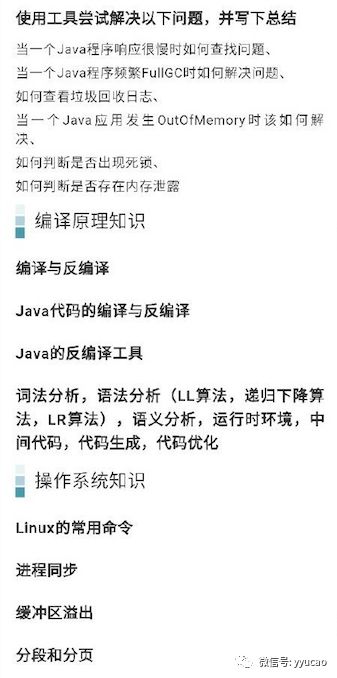 使用工具尝试解决以下问题，并写下总结
当一个Java程序响应很慢时如何查找问题、
当一个Java程序频繁FullGC时如何解决问题、
如何查看垃圾回收日志、
当一个Java应用发生OutOfMemory时该如何解
决、
如何判断是否出现死锁、
如何判断是否存在内存泄露
编译原理知识
编译与反编译
Java代码的编译与反编译
Java的反编译工具
词法分析，语法分析（LL算法，递归下降算
法，LR算法），语义分析，运行时环境，中
间代码，代码生成，代码优化
操作系统知识
Linux的常用命令
进程同步
缓冲区溢出
分段和分页
微信号: yyucao